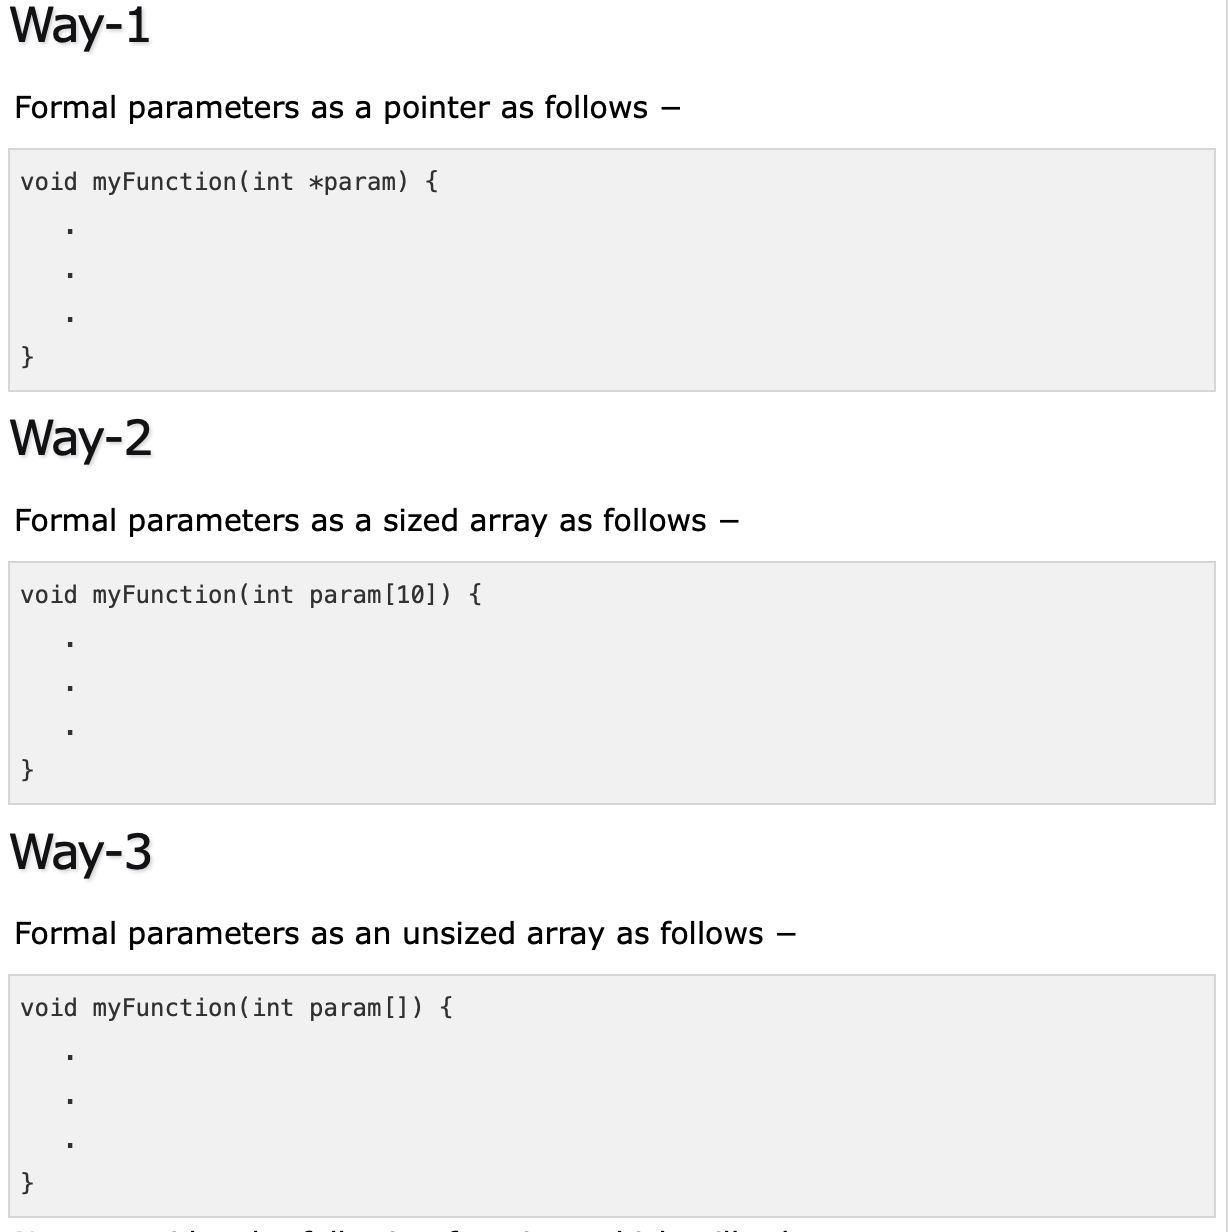 Way-1
Formal parameters as a pointer as follows −
void myFunction(int *param) {
   .
   .
   .
}
Way-2
Formal parameters as a sized array as follows −
void myFunction(int param[10]) {
   .
   .
   .
}
Way-3
Formal parameters as an unsized array as follows −
void myFunction(int param[]) {
   .
   .
   .
}